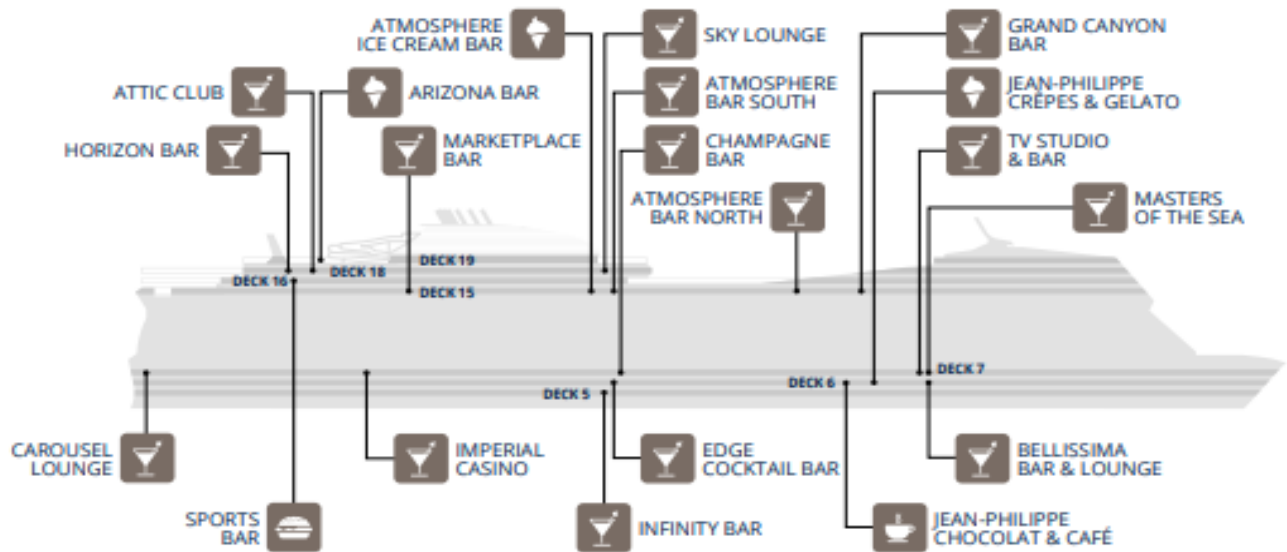 ATMOSPHERE
ICE CREAM BAR
SKY LOUNGE
GRAND CANYON
BAR
ATTIC CLUB
ARIZONA BAR
ATMOSPHERE
BAR SOUTH
JEAN-PHILIPPE
CRÊPES & GELATO
HORIZON BAR
MARKETPLACE
BAR
CHAMPAGNE
BAR
TV STUDIO
& BAR
ATMOSPHERE
BAR NORTH
MASTERS
OF THE SEA
DECK 19
DECK 18
DECK 16
DECK 15
DECK 7
DECK 6
DECK 5
CAROUSEL
LOUNGE
IMPERIAL
CASINO
EDGE
COCKTAIL BAR
BELLISSIMA
BAR & LOUNGE
SPORTS
BAR
INFINITY BAR
JEAN-PHILIPPE
CHOCOLAT & CAFÉ